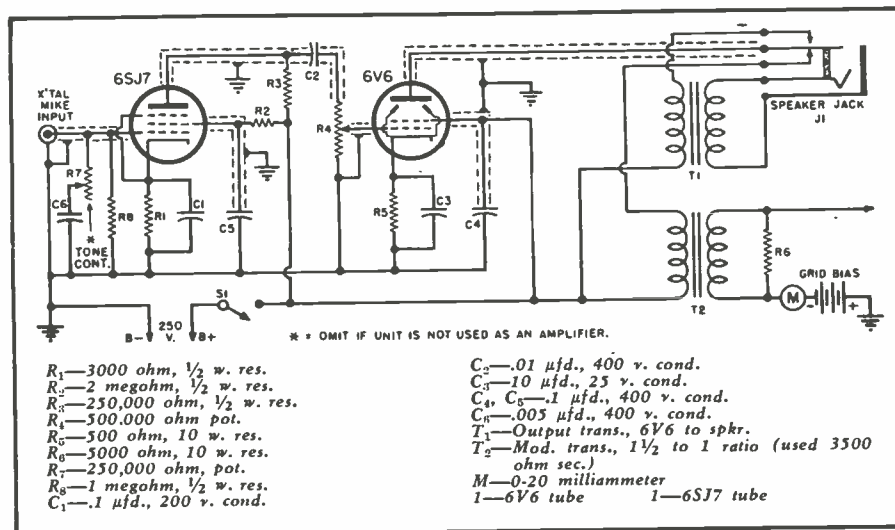 6SJ7
C2
R3
6V6
X'TAL
MIKE
INPUT
R2
R4
SPEAKER JACK
J1
R7
C6
R8
R1
C1
C5
R5
C3
C4
T1
*
TONE
CONT.
R6
S1
GRID BIAS
M
- +
T2
B- 250 V. B+
* = OMIT IF UNIT IS NOT USED AS AN AMPLIFIER.
R₁—3000 ohm, ½ w. res.
R₂—2 megohm, ½ w. res.
R₃—250,000 ohm, ½ w. res.
R₄—500.000 ohm pot.
R₅—500 ohm, 10 w. res.
R₆—5000 ohm, 10 w. res.
R₇—250,000 ohm, pot.
R₈—1 megohm, ½ w. res.
C₁—.1 µfd., 200 v. cond.
C₂—.01 µfd., 400 v. cond.
C₃—10 µfd., 25 v. cond.
C₄, C₅—.1 µfd., 400 v. cond.
C₆—.005 µfd., 400 v. cond.
T₁—Output trans., 6V6 to spkr.
T₂—Mod. trans., 1½ to 1 ratio (used 3500
ohm sec.)
M—0-20 milliammeter
1—6V6 tube 1—6SJ7 tube